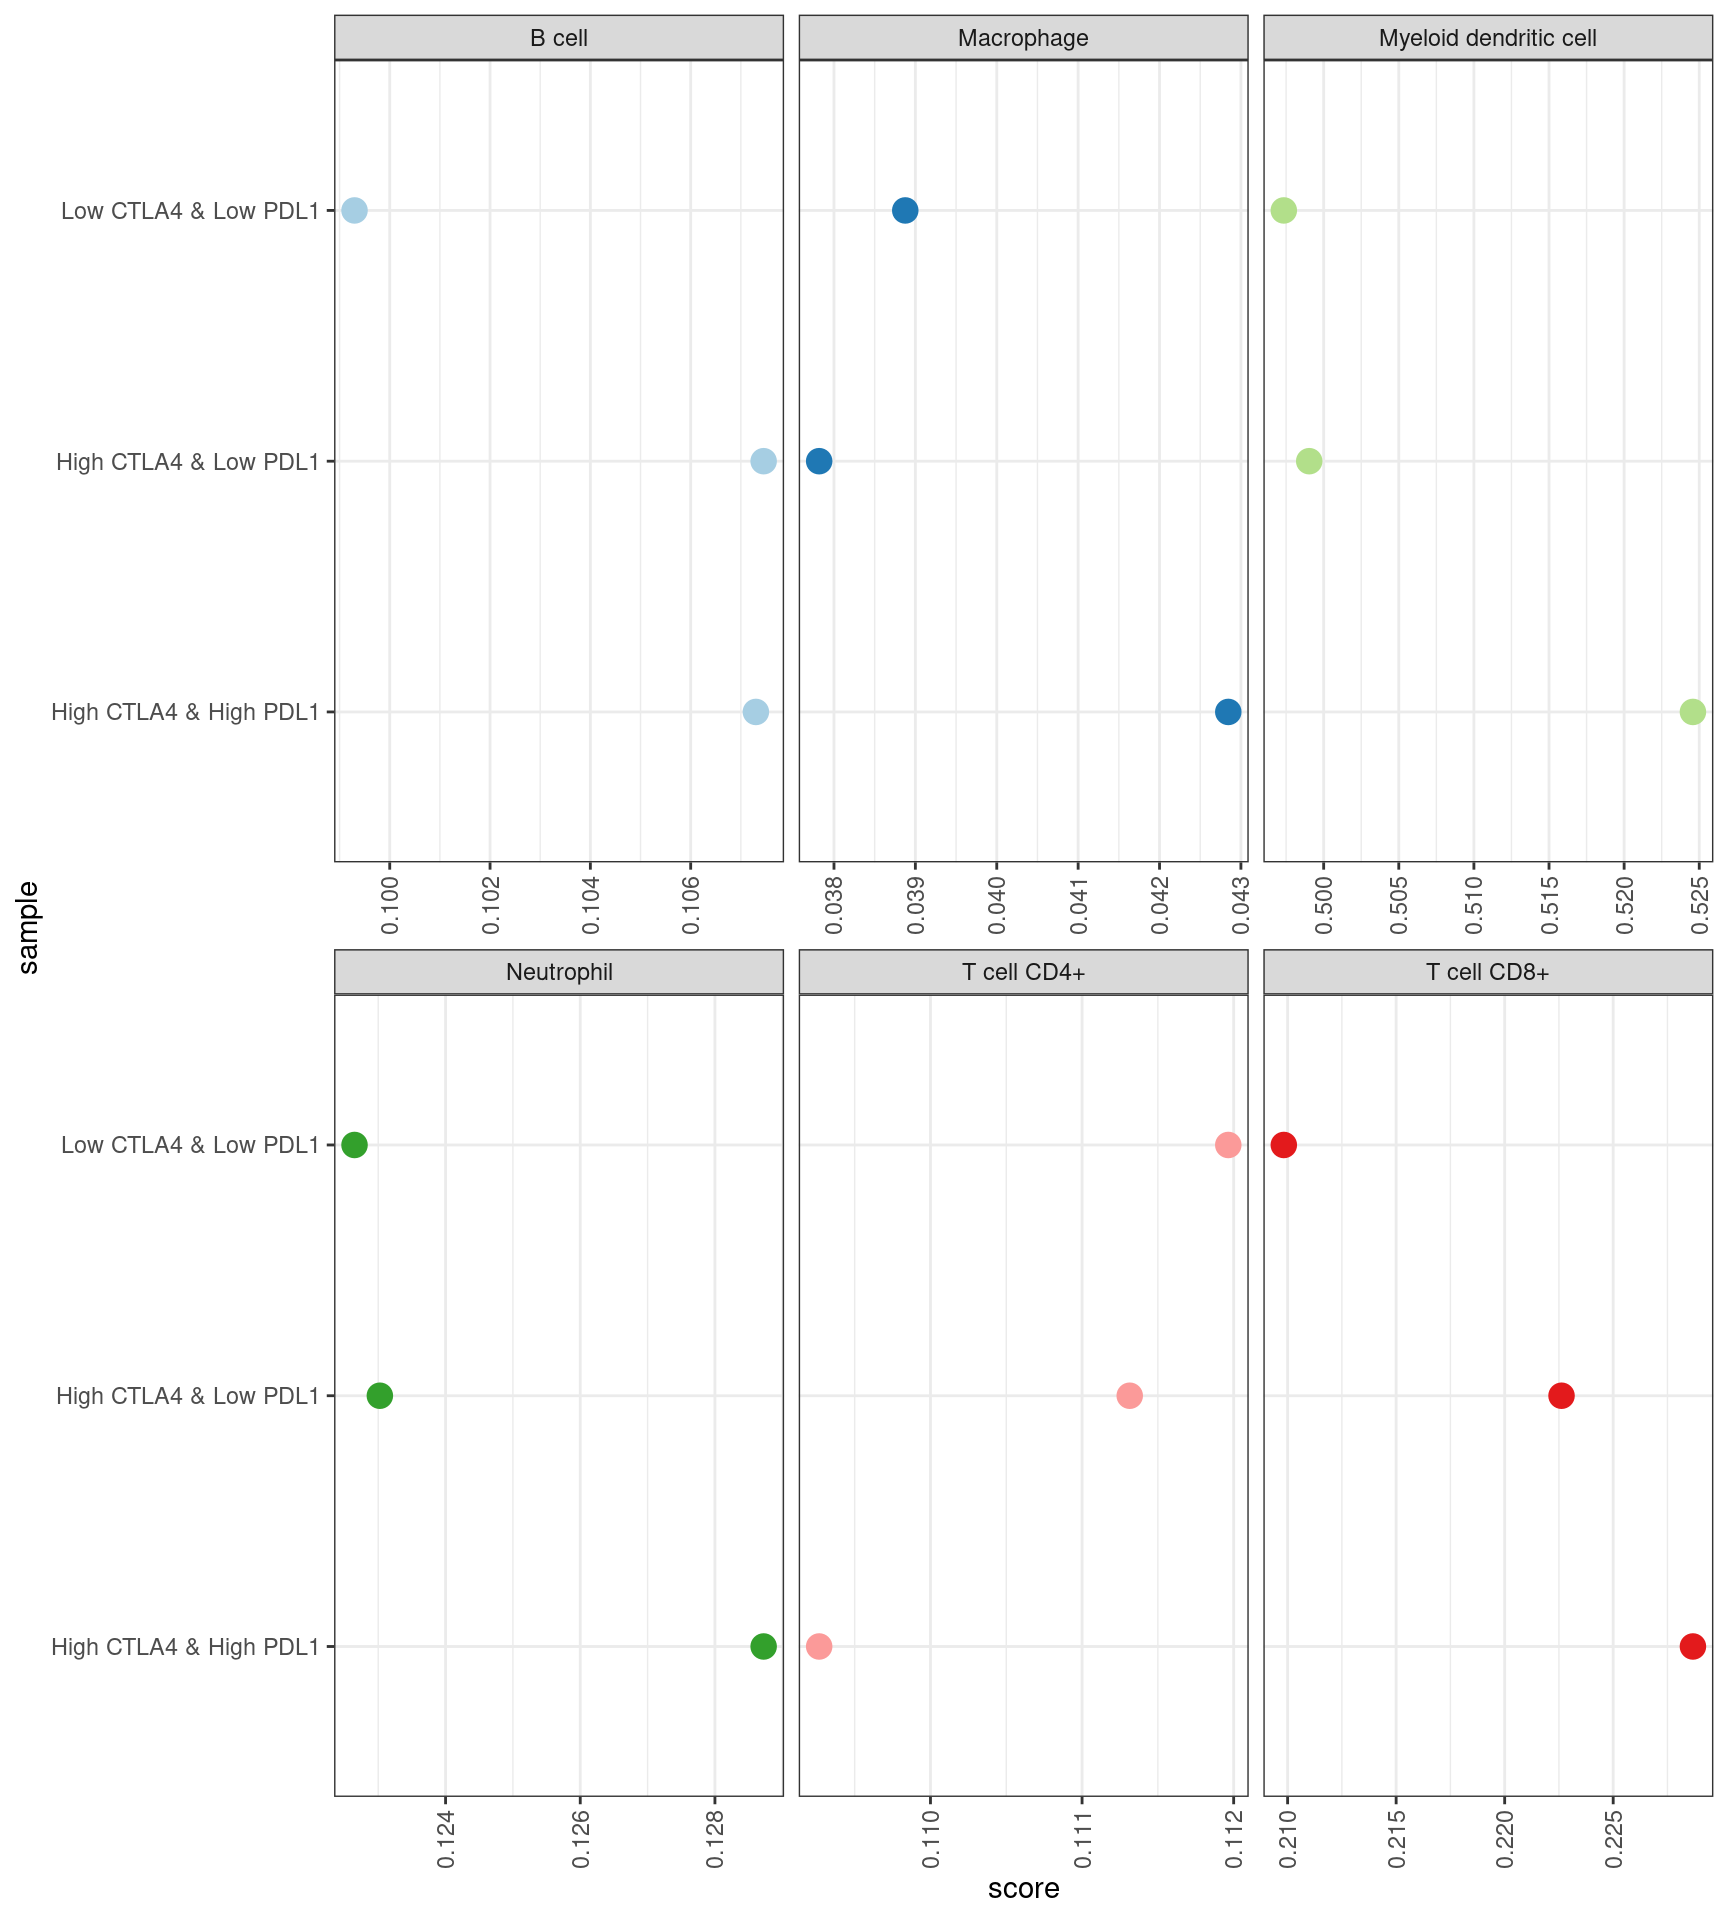 B cell
Macrophage
Myeloid dendritic cell
Low CTLA4 & Low PDL1
High CTLA4 & Low PDL1
High CTLA4 & High PDL1
0.100 0.102 0.104 0.106
0.038 0.039 0.040 0.041 0.042 0.043
0.500 0.505 0.510 0.515 0.520 0.525
sample
Neutrophil
T cell CD4+
T cell CD8+
Low CTLA4 & Low PDL1
High CTLA4 & Low PDL1
High CTLA4 & High PDL1
0.124 0.126 0.128
0.110 0.111 0.112
0.210 0.215 0.220 0.225
score